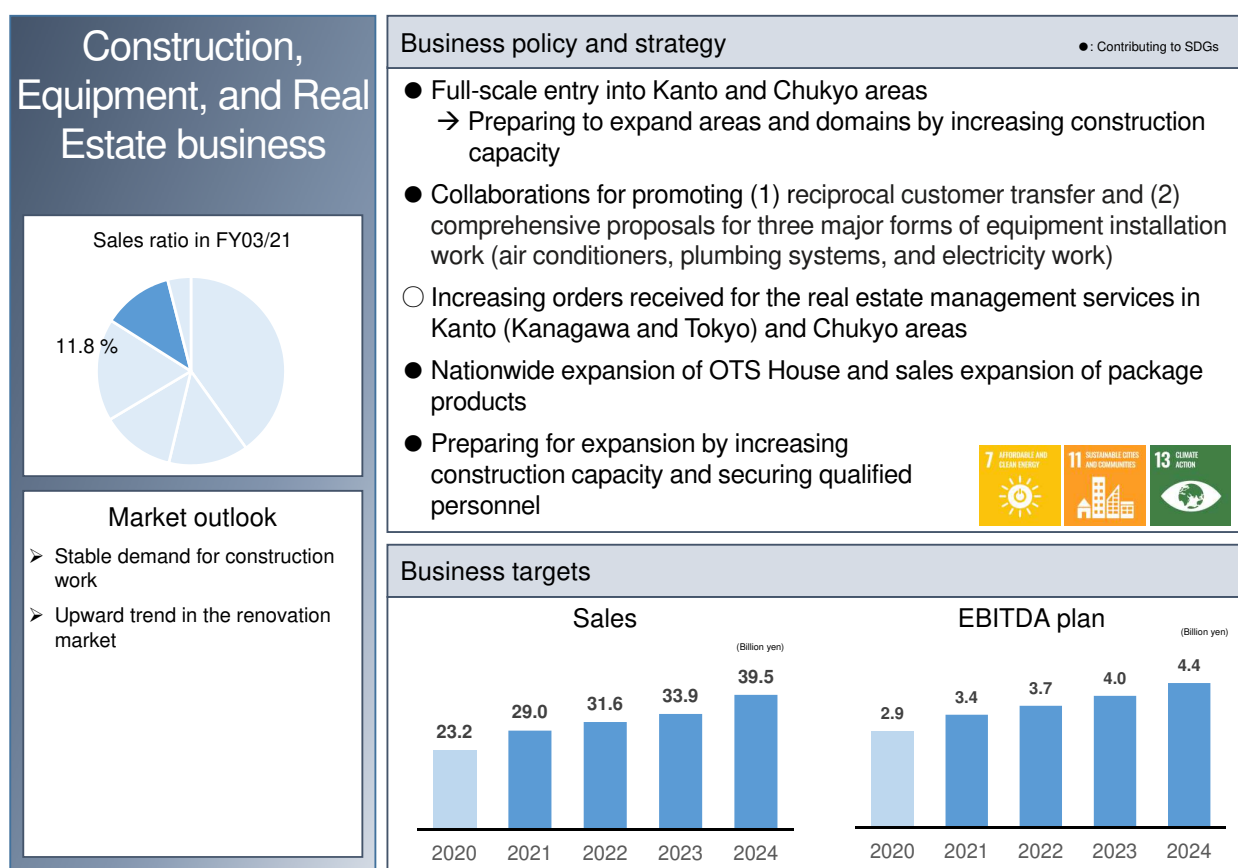 Construction,
Equipment, and Real
Estate business
Sales ratio in FY03/21
11.8 %
Market outlook
➢ Stable demand for construction
work
➢ Upward trend in the renovation
market
Business policy and strategy
●: Contributing to SDGs
● Full-scale entry into Kanto and Chukyo areas
→ Preparing to expand areas and domains by increasing construction
capacity
● Collaborations for promoting (1) reciprocal customer transfer and (2)
comprehensive proposals for three major forms of equipment installation
work (air conditioners, plumbing systems, and electricity work)
○ Increasing orders received for the real estate management services in
Kanto (Kanagawa and Tokyo) and Chukyo areas
● Nationwide expansion of OTS House and sales expansion of package
products
● Preparing for expansion by increasing
construction capacity and securing qualified
personnel
7 AFFORDABLE AND
CLEAN ENERGY
11 SUSTAINABLE CITIES
AND COMMUNITIES
13 CLIMATE
ACTION
Business targets
Sales
(Billion yen)
23.2 29.0 31.6 33.9 39.5
2020 2021 2022 2023 2024
EBITDA plan
(Billion yen)
2.9 3.4 3.7 4.0 4.4
2020 2021 2022 2023 2024